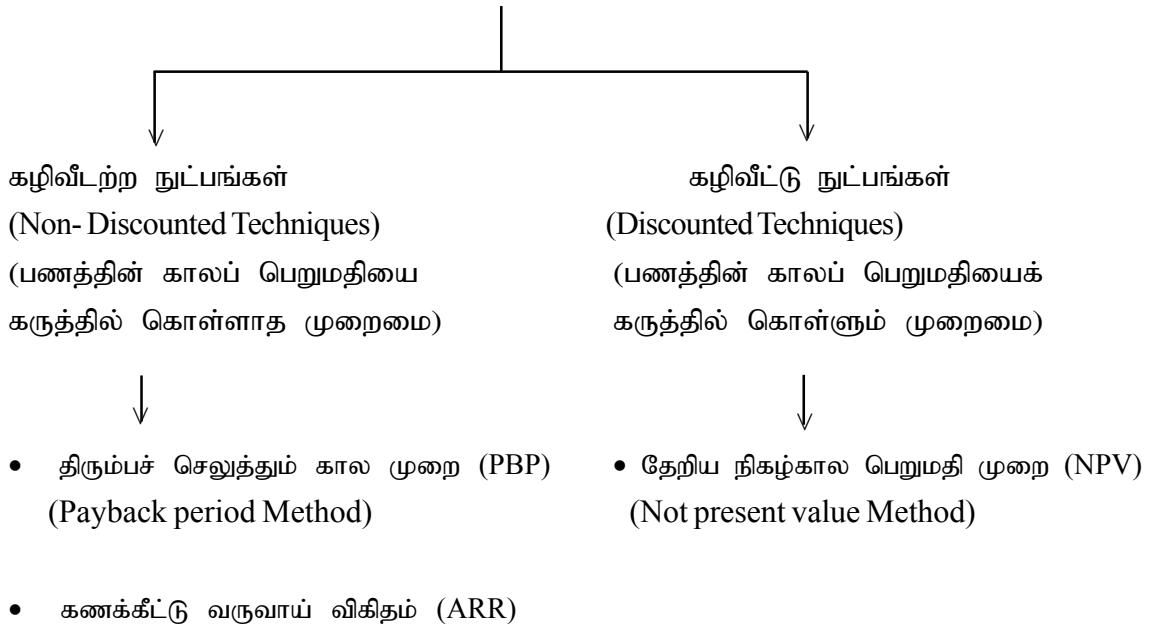 கழிவீடற்ற நுட்பங்கள்
(Non- Discounted Techniques)
(பணத்தின் காலப் பெறுமதியை
கருத்தில் கொள்ளாத முறைமை)
• திரும்பச் செலுத்தும் கால முறை (PBP)
(Payback period Method)
• கணக்கீட்டு வருவாய் விகிதம் (ARR)
கழிவீட்டு நுட்பங்கள்
(Discounted Techniques)
(பணத்தின் காலப் பெறுமதியைக்
கருத்தில் கொள்ளும் முறைமை)
• தேறிய நிகழ்கால பெறுமதி முறை (NPV)
(Not present value Method)